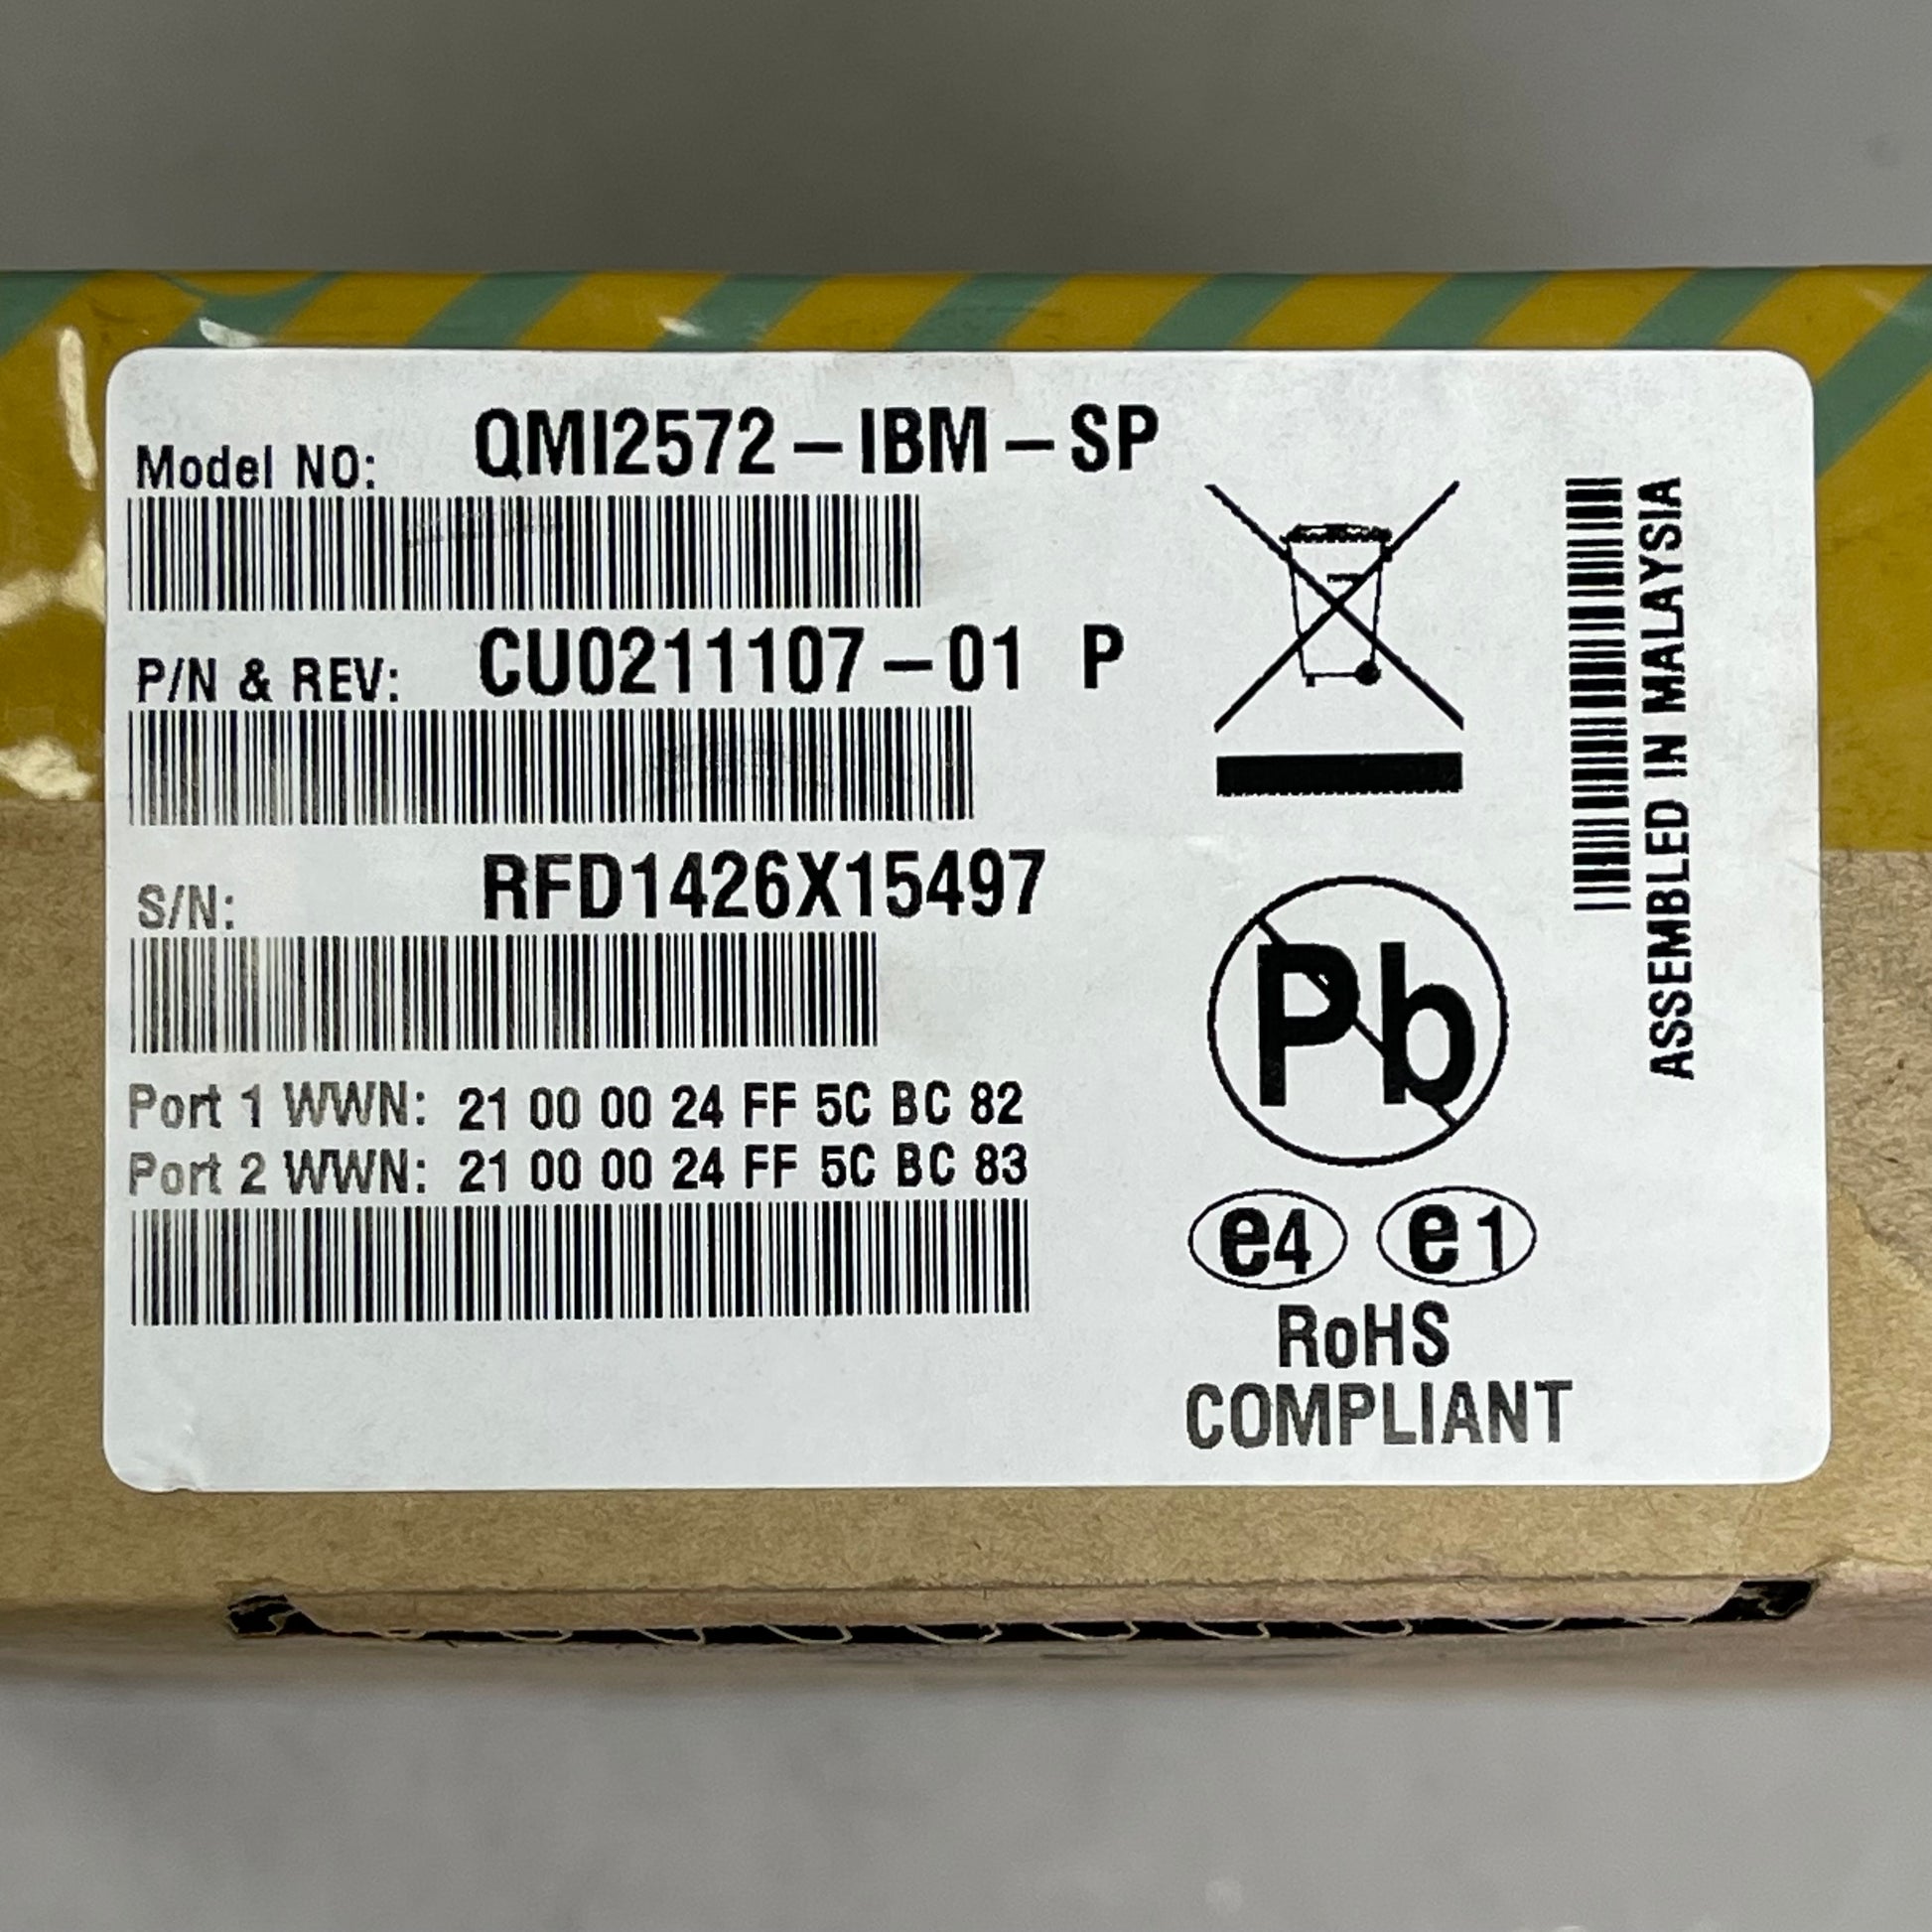 Model NO: QMI2572-IBM-SP
P/N & REV: CU0211107-01 P
S/N: RFD1426X15497
Port 1 WWN: 21 00 00 24 FF 5C BC 82
Port 2 WWN: 21 00 00 24 FF 5C BC 83
Pb
e4 e1
RoHS
COMPLIANT
ASSEMBLED IN MALAYSIA